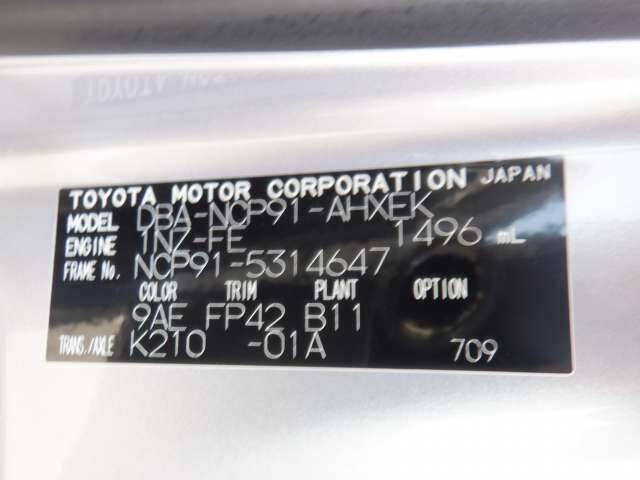 TOYOTA MOTOR CORPORATION JAPAN
MODEL DBA-NCP91-AHXEK
ENGINE 1NZ-FE 1496 mL
FRAME No. NCP91-5314647
COLOR TRIM PLANT OPTION
9AE FP42 B11
TRANS./AXLE K210 -01A 709